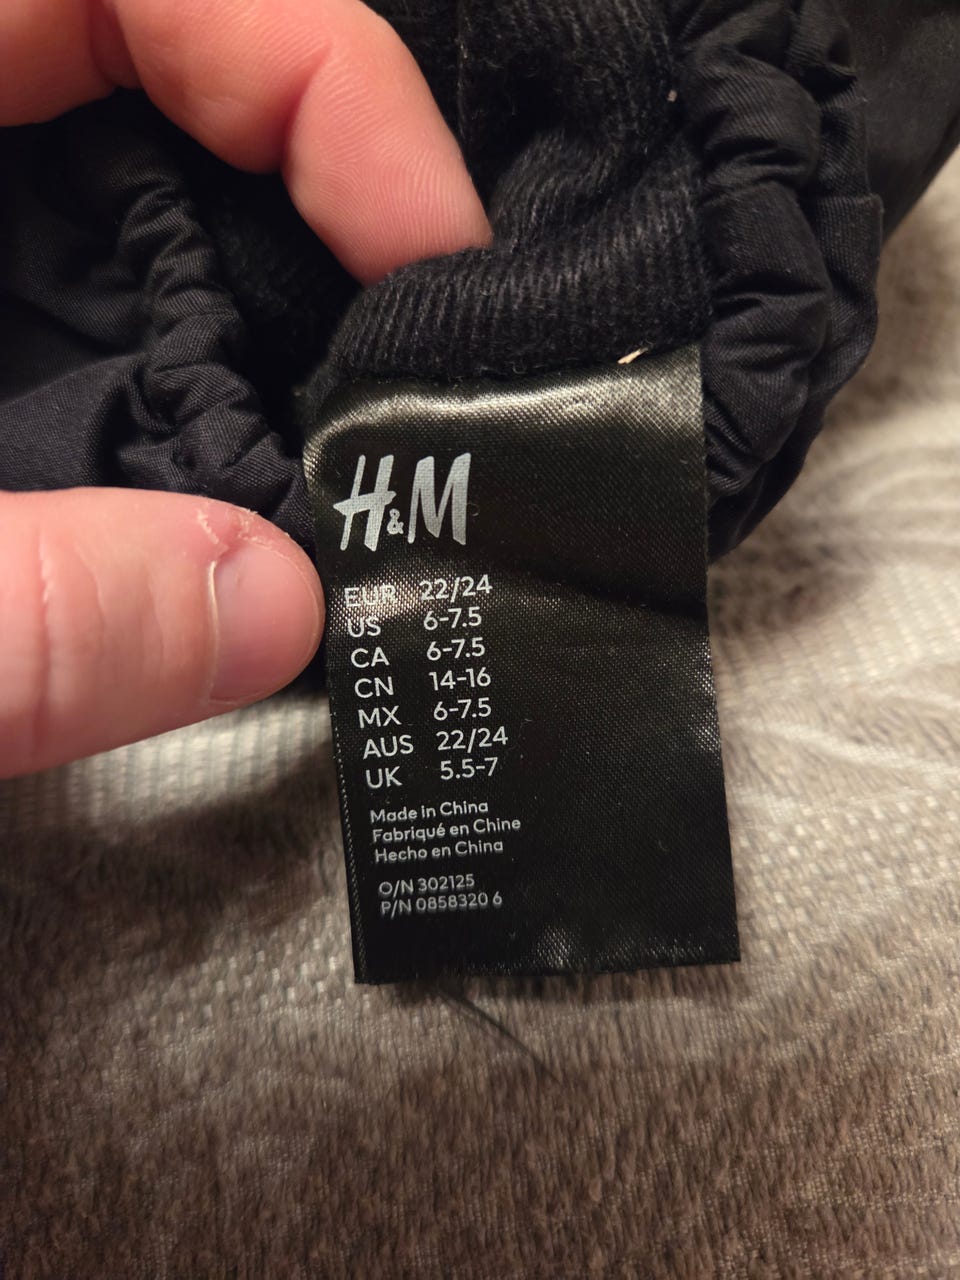 H&M
EUR 22/24
US 6-7.5
CA 6-7.5
CN 14-16
MX 6-7.5
AUS 22/24
UK 5.5-7
Made in China
Fabriqué en Chine
Hecho en China
O/N 302125
P/N 0858320 6